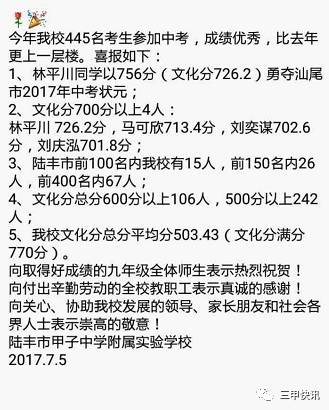 今年我校445名考生参加中考，成绩优秀，比去年
更上一层楼。喜报如下：
1、林平川同学以756分（文化分726.2）勇夺汕尾
市2017年中考状元；
2、文化分700分以上4人：
林平川 726.2分，马可欣713.4分，刘奕谋702.6
分，刘庆泓701.8分；
3、陆丰市前100名内我校有15人，前150名内26
人，前400名内67人；
4、文化分总分600分以上106人，500分以上242
人；
5、我校文化分总分平均分503.43（文化分满分
770分）。
向取得好成绩的九年级全体师生表示热烈祝贺！
向付出辛勤劳动的全校教职工表示真诚的感谢！
向关心、协助我校发展的领导、家长朋友和社会各
界人士表示崇高的敬意！
陆丰市甲子中学附属实验学校
2017.7.5
三甲快讯